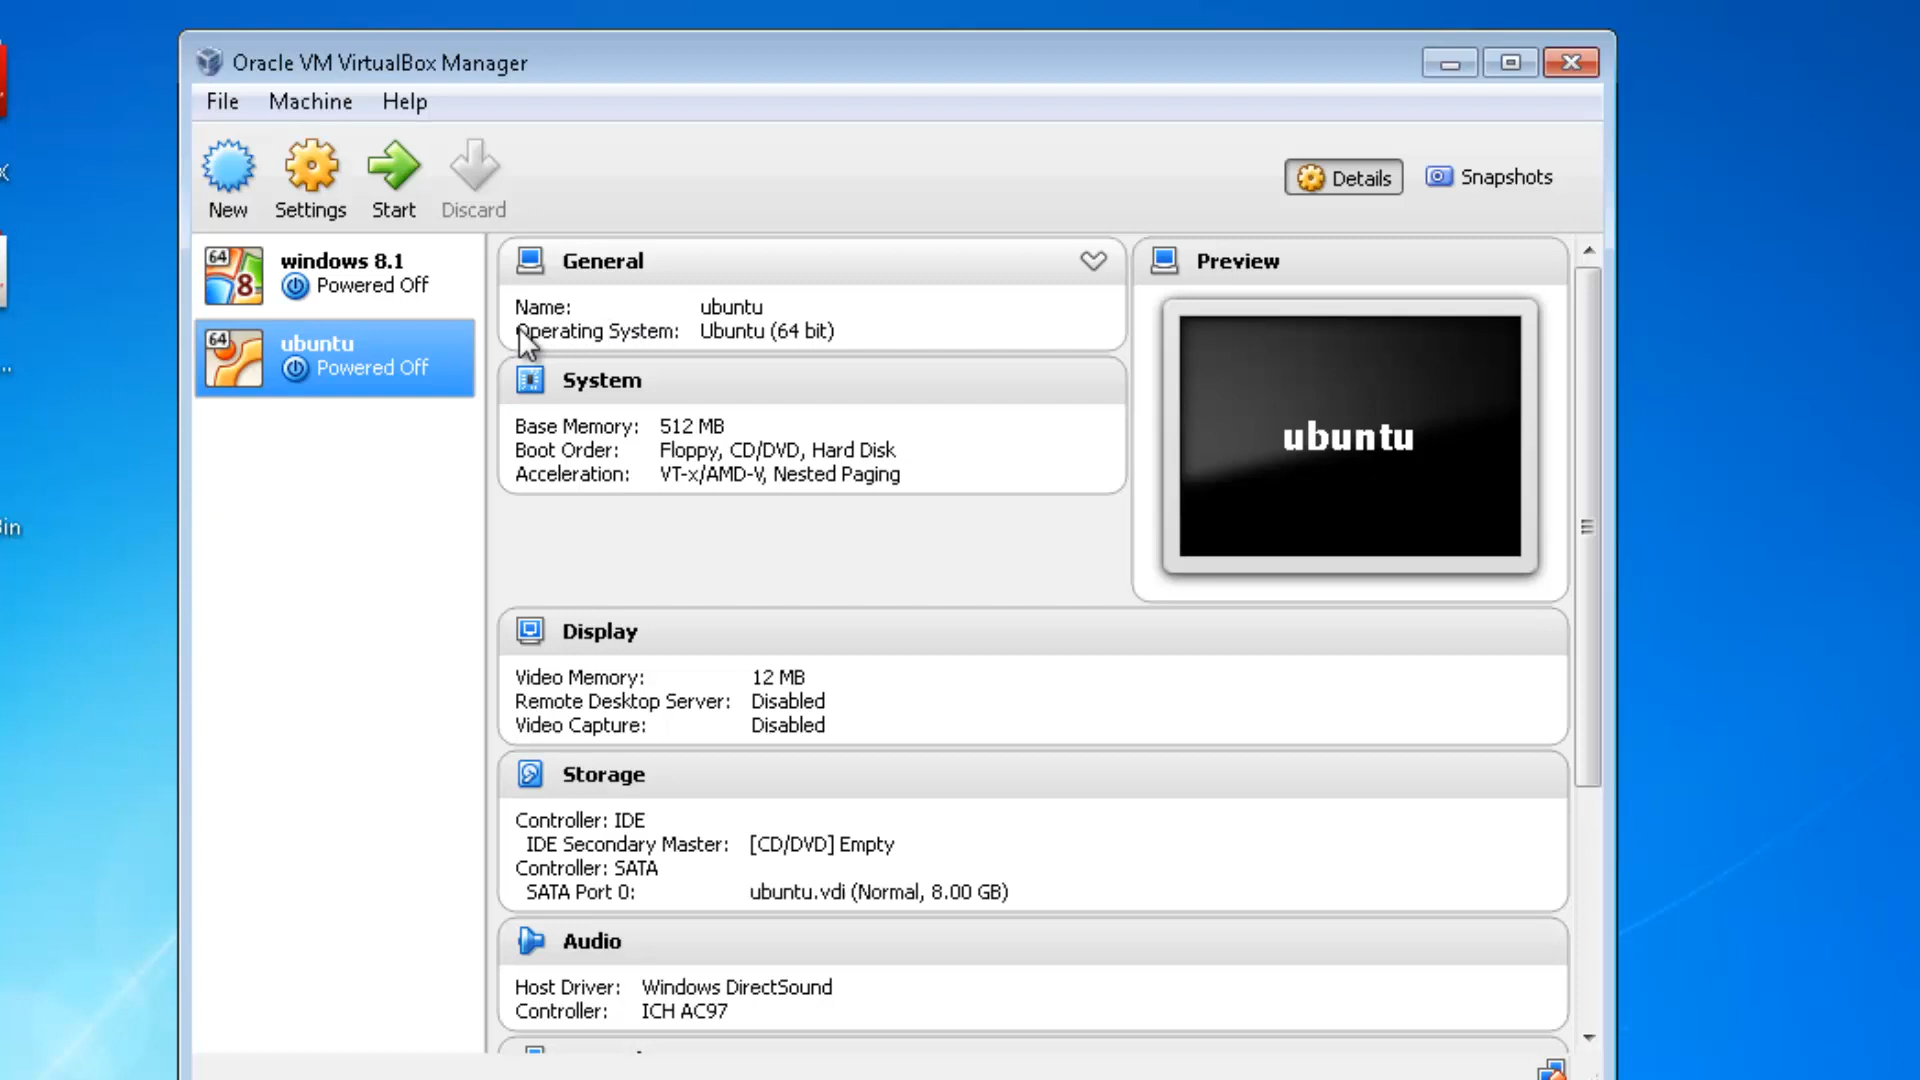 Oracle VM VirtualBox Manager
File Machine Help
New Settings Start Discard
Details Snapshots
64 8
windows 8.1
Powered Off
64
ubuntu
Powered Off
General
Name: ubuntu
Operating System: Ubuntu (64 bit)
System
Base Memory: 512 MB
Boot Order: Floppy, CD/DVD, Hard Disk
Acceleration: VT-x/AMD-V, Nested Paging
Preview
ubuntu
Display
Video Memory: 12 MB
Remote Desktop Server: Disabled
Video Capture: Disabled
Storage
Controller: IDE
IDE Secondary Master: [CD/DVD] Empty
Controller: SATA
SATA Port 0: ubuntu.vdi (Normal, 8.00 GB)
Audio
Host Driver: Windows DirectSound
Controller: ICH AC97